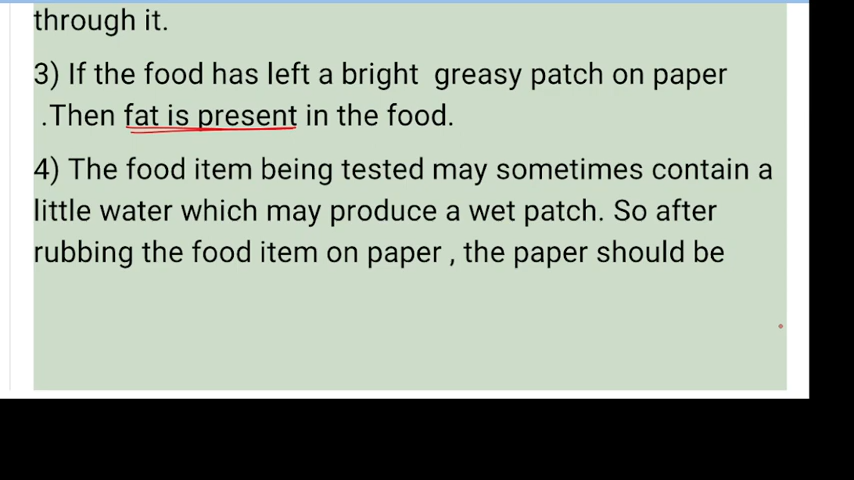 through it.
3) If the food has left a bright  greasy patch on paper
.Then fat is present in the food.
4) The food item being tested may sometimes contain a
little water which may produce a wet patch. So after
rubbing the food item on paper , the paper should be